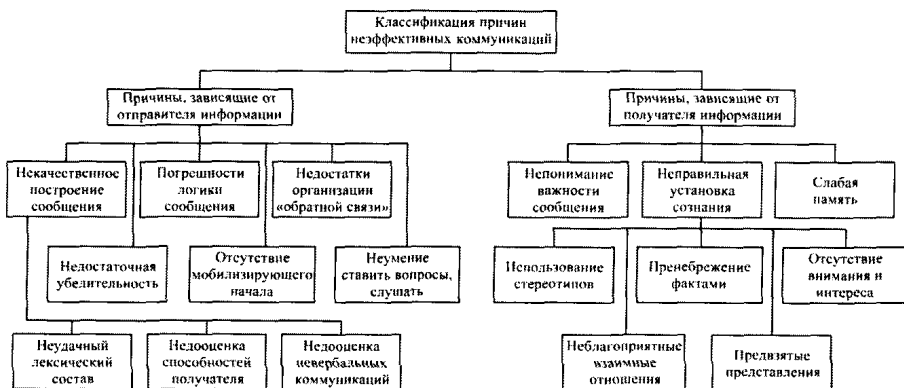 Классификация причин
неэффективных коммуникаций
Причины, зависящие от
отправителя информации
Причины, зависящие от
получателя информации
Некачественное
построение
сообщения
Погрешности
логики
сообщения
Недостатки
организации
«обратной связи»
Непонимание
важности
сообщения
Неправильная
установка
сознания
Слабая
память
Недостаточная
убедительность
Отсутствие
мобилизирующего
начала
Неумение
ставить вопросы,
слушать
Использование
стереотипов
Пренебрежение
фактами
Отсутствие
внимания и
интереса
Неудачный
лексический
состав
Недооценка
способностей
получателя
Недооценка
невербальных
коммуникаций
Неблагоприятные
взаимные
отношения
Предвзятые
представления